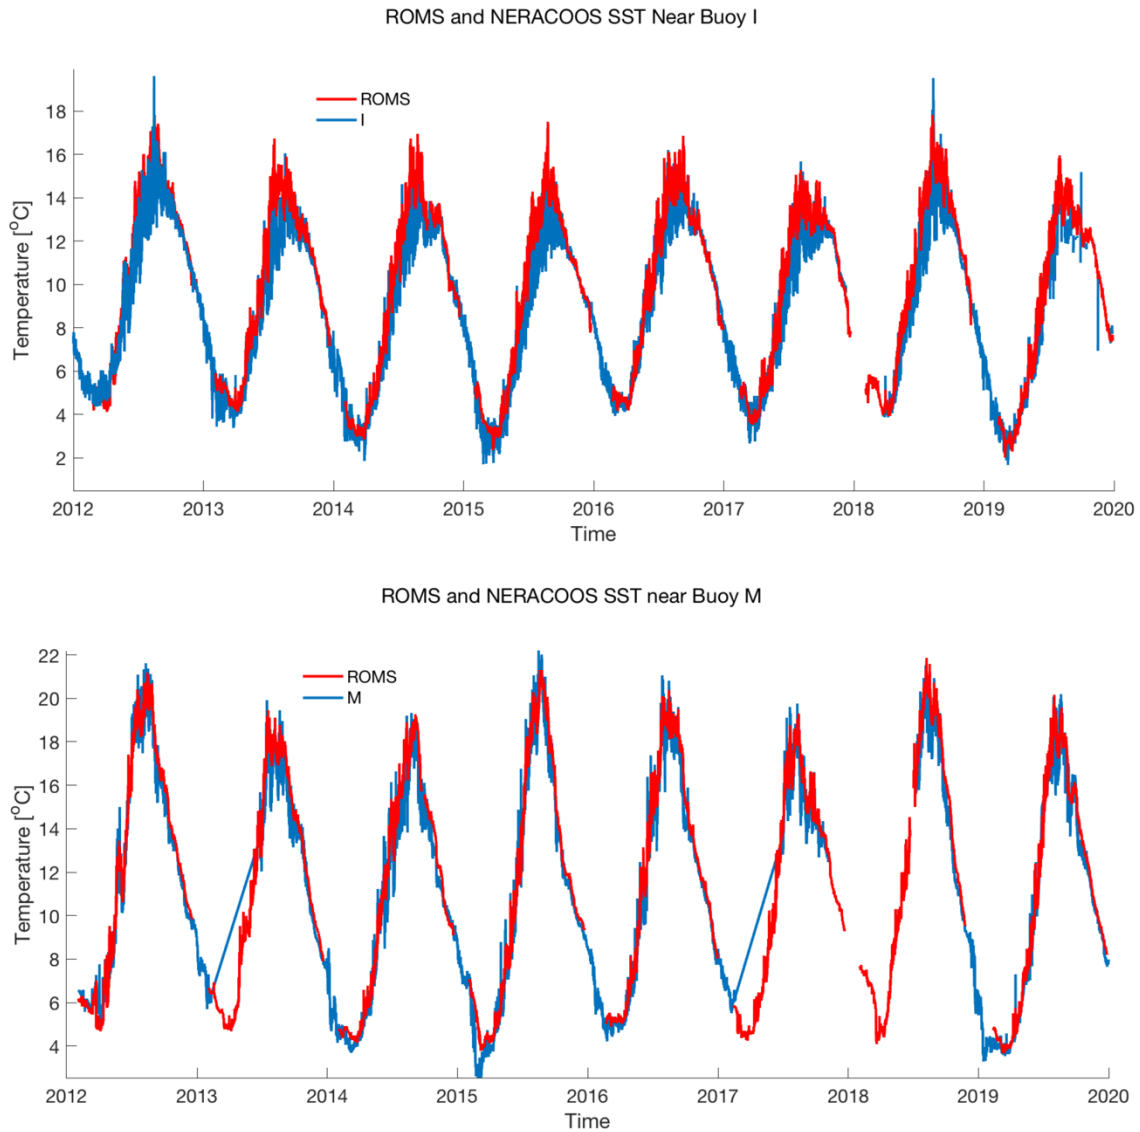 ROMS and NERACOOS SST Near Buoy I
ROMS
I
18
16
14
12
10
8
6
4
2
Temperature [°C]
2012 2013 2014 2015 2016 2017 2018 2019 2020
Time
ROMS and NERACOOS SST near Buoy M
ROMS
M
22
20
18
16
14
12
10
8
6
4
Temperature [°C]
2012 2013 2014 2015 2016 2017 2018 2019 2020
Time